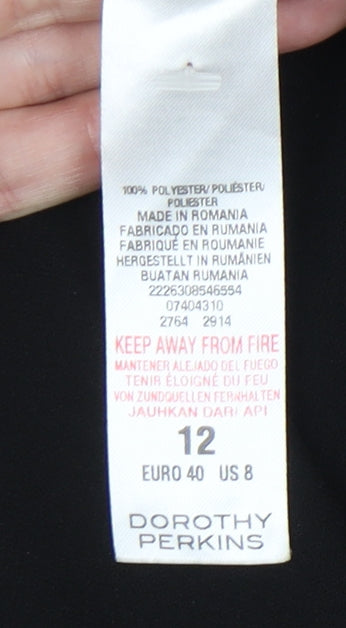 100% POLYESTER/ POLIÉSTER/
POLIESTER
MADE IN ROMANIA
FABRICADO EN RUMANIA
FABRIQUÉ EN ROUMANIE
HERGESTELLT IN RUMÄNIEN
BUATAN RUMANIA
2226308546554
07404310
2764 2914
KEEP AWAY FROM FIRE
MANTENER ALEJADO DEL FUEGO
TENIR ÉLOIGNÉ DU FEU
VON ZUNDQUELLEN FERNHALTEN
JAUHKAN DARI API
12
EURO 40 US 8
DOROTHY
PERKINS